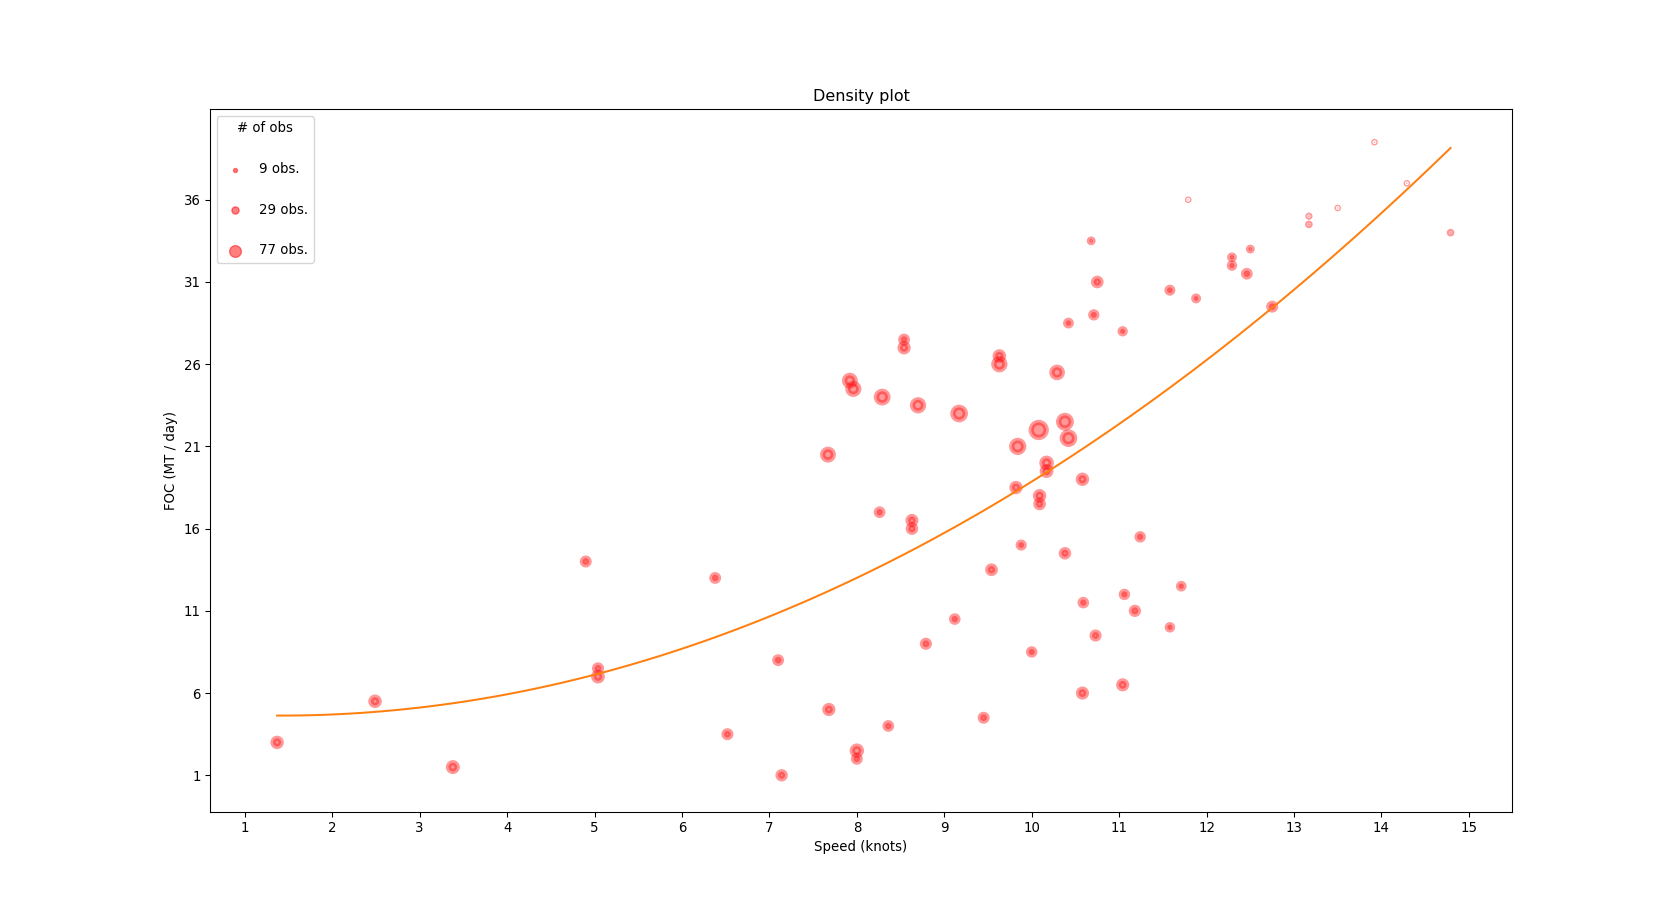 Density plot
# of obs
9 obs.
29 obs.
77 obs.
36
31
26
21
16
11
6
1
FOC (MT / day)
1 2 3 4 5 6 7 8 9 10 11 12 13 14 15
Speed (knots)